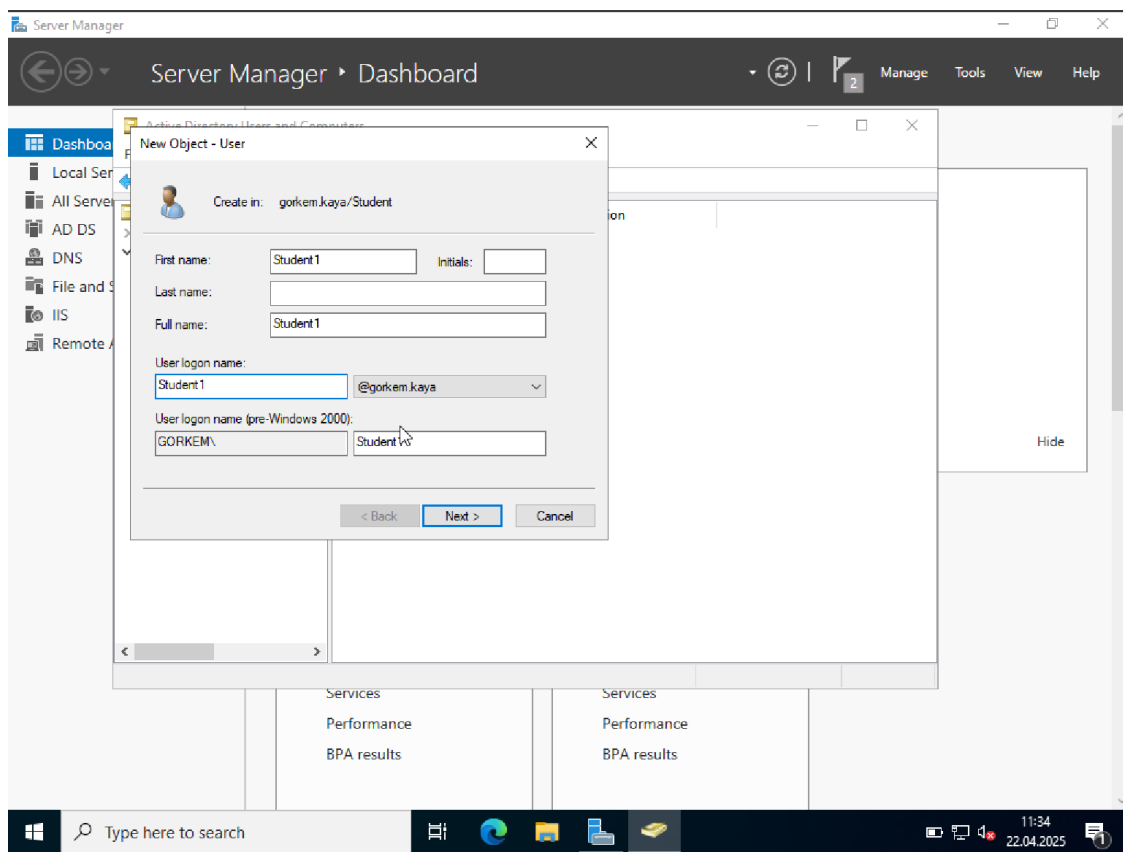 Server Manager
Server Manager • Dashboard
2
Manage Tools View Help
Active Directory Users and Computers
New Object - User
Dashboa
Local Ser
All Server
AD DS
DNS
File and S
IIS
Remote A
F
ion
Create in: gorkem.kaya/Student
First name: Student1 Initials:
Last name:
Full name: Student1
User logon name:
Student1 @gorkem.kaya
User logon name (pre-Windows 2000):
GORKEM\ Student
< Back Next > Cancel
Hide
Services Services
Performance Performance
BPA results BPA results
Type here to search
11:34
22.04.2025
1